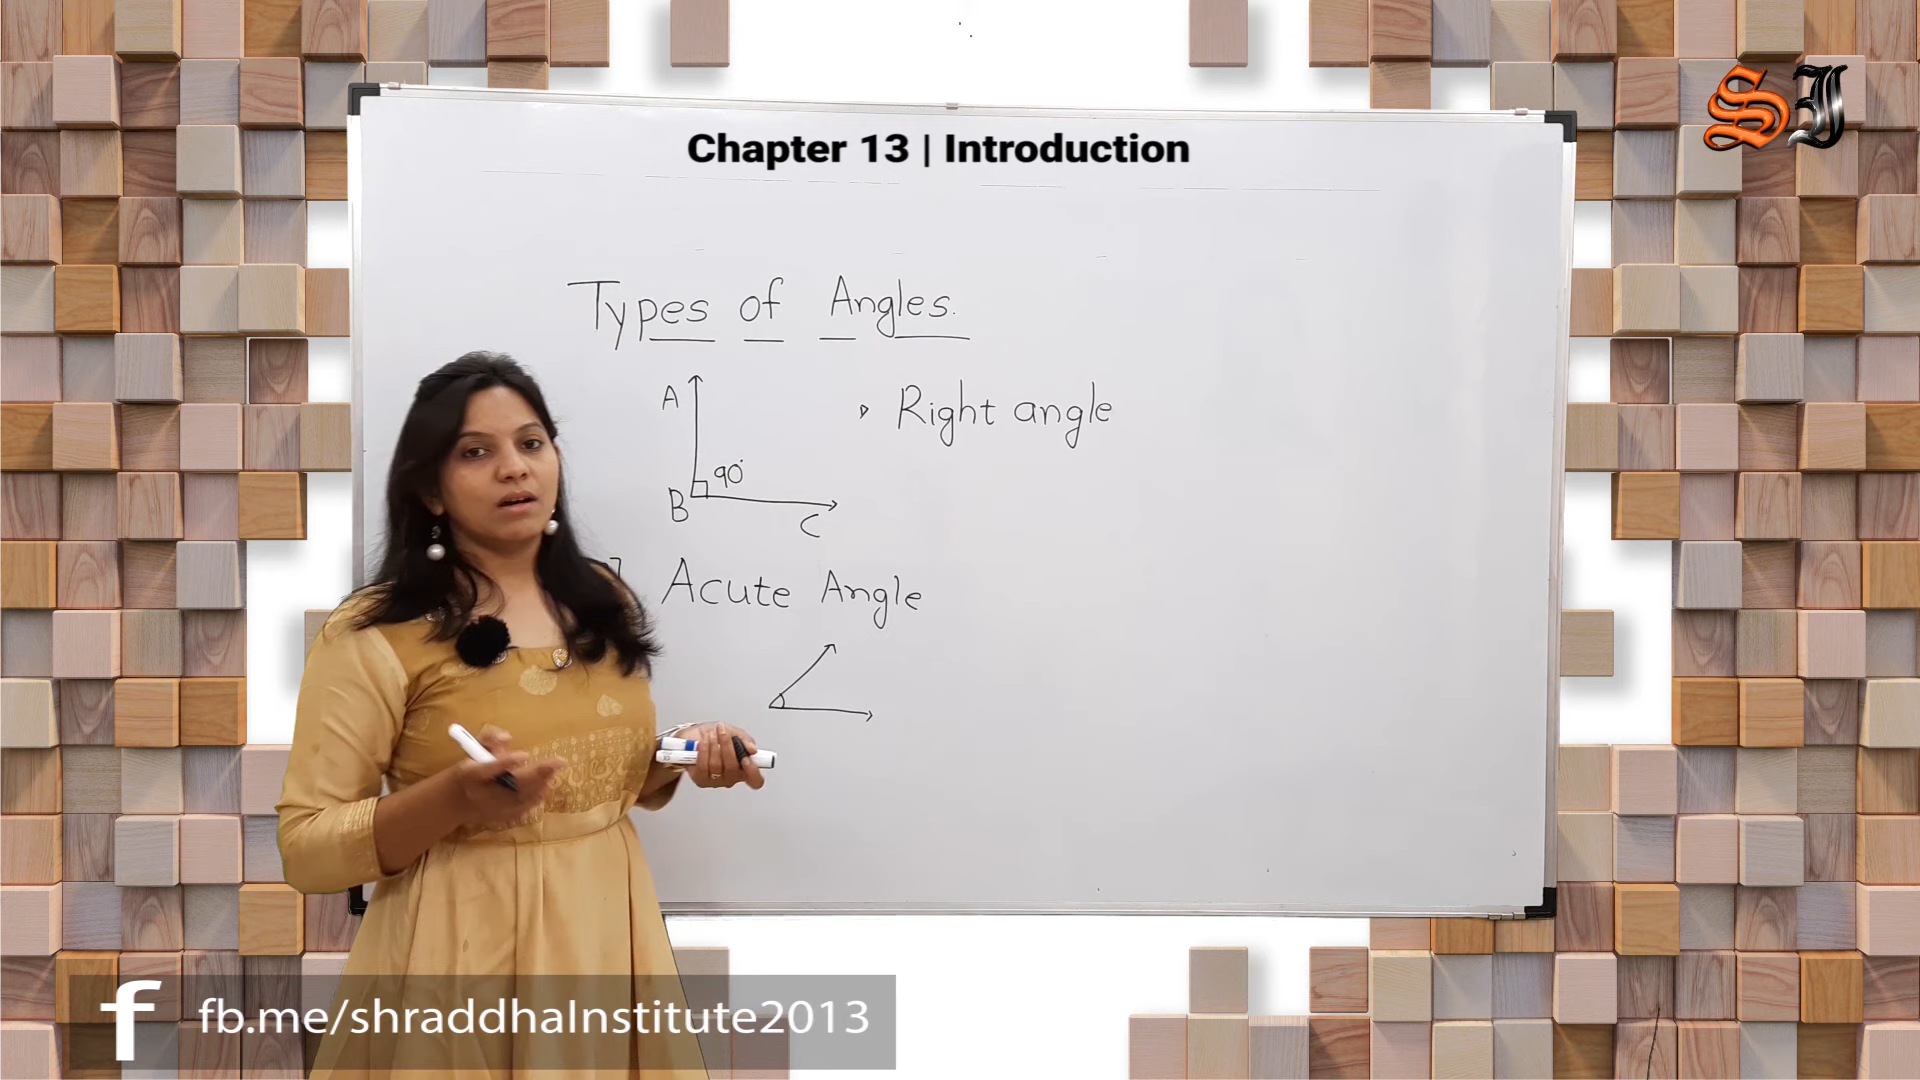 SI
Chapter 13 | Introduction
Types of Angles.
A
Right angle
90°
B
C
Acute Angle
f fb.me/shraddhaInstitute2013